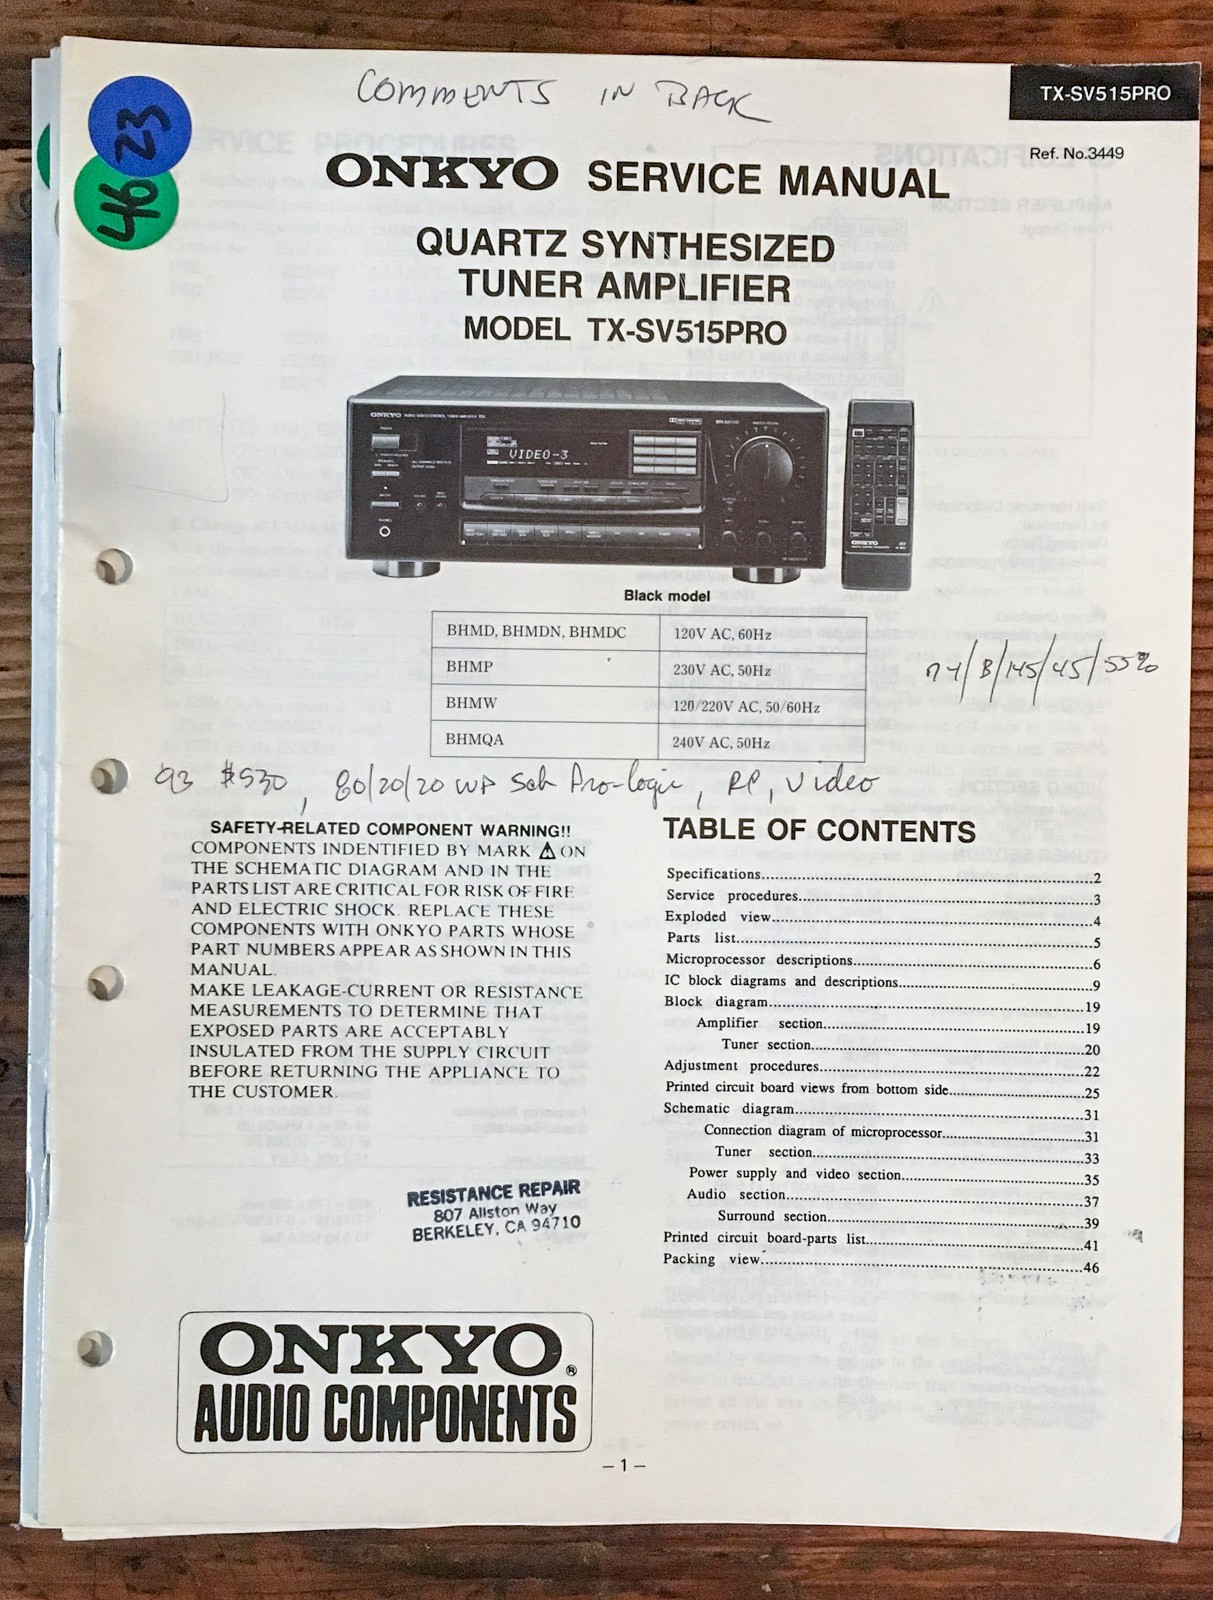 COMMENTS IN BACK
TX-SV515PRO
23
46
Ref. No.3449
ONKYO SERVICE MANUAL
QUARTZ SYNTHESIZED
TUNER AMPLIFIER
MODEL TX-SV515PRO
ONKYO
VIDEO-3
ONKYO
Black model
BHMD, BHMDN, BHMDC 120V AC, 60Hz
BHMP 230V AC, 50Hz
BHMW 120/220V AC, 50/60Hz
BHMQA 240V AC, 50Hz
/B/145/45/55%
93 $530, 80/20/20 WP Sch Pro-logic, RP, Video
SAFETY-RELATED COMPONENT WARNING!!
COMPONENTS INDENTIFIED BY MARK ⚠ ON
THE SCHEMATIC DIAGRAM AND IN THE
PARTS LIST ARE CRITICAL FOR RISK OF FIRE
AND ELECTRIC SHOCK. REPLACE THESE
COMPONENTS WITH ONKYO PARTS WHOSE
PART NUMBERS APPEAR AS SHOWN IN THIS
MANUAL.
MAKE LEAKAGE-CURRENT OR RESISTANCE
MEASUREMENTS TO DETERMINE THAT
EXPOSED PARTS ARE ACCEPTABLY
INSULATED FROM THE SUPPLY CIRCUIT
BEFORE RETURNING THE APPLIANCE TO
THE CUSTOMER.
TABLE OF CONTENTS
Specifications...2
Service procedures...3
Exploded view...4
Parts list...5
Microprocessor descriptions...6
IC block diagrams and descriptions...9
Block diagram...19
Amplifier section...19
Tuner section...20
Adjustment procedures...22
Printed circuit board views from bottom side...25
Schematic diagram...31
Connection diagram of microprocessor...31
Tuner section...33
Power supply and video section...35
Audio section...37
Surround section...39
Printed circuit board-parts list...41
Packing view...46
RESISTANCE REPAIR
807 Allston Way
BERKELEY, CA 94710
ONKYO®
AUDIO COMPONENTS
– 1 –